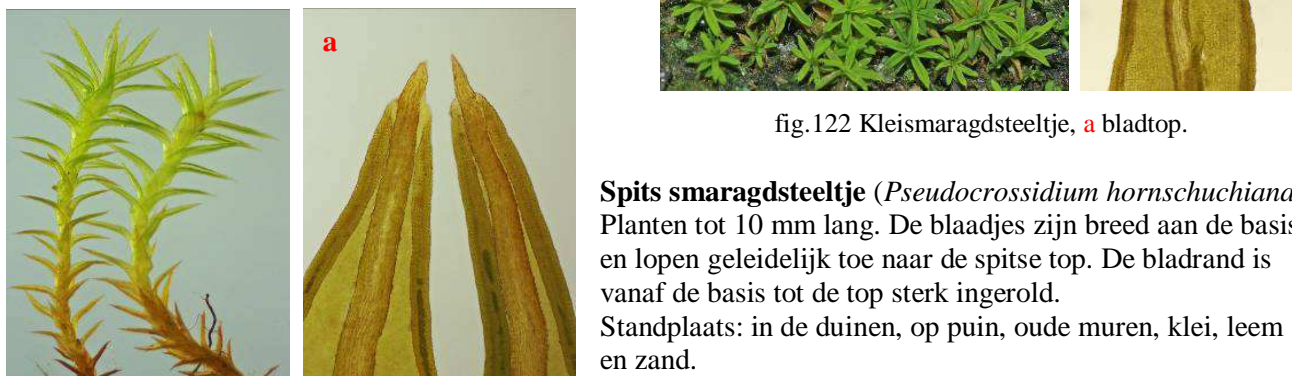 a
fig.122 Kleismaragdsteeltje, a bladtop.
Spits smaragdsteeltje (Pseudocrossidium hornschuchiana
Planten tot 10 mm lang. De blaadjes zijn breed aan de basis
en lopen geleidelijk toe naar de spitse top. De bladrand is
vanaf de basis tot de top sterk ingerold.
Standplaats: in de duinen, op puin, oude muren, klei, leem
en zand.